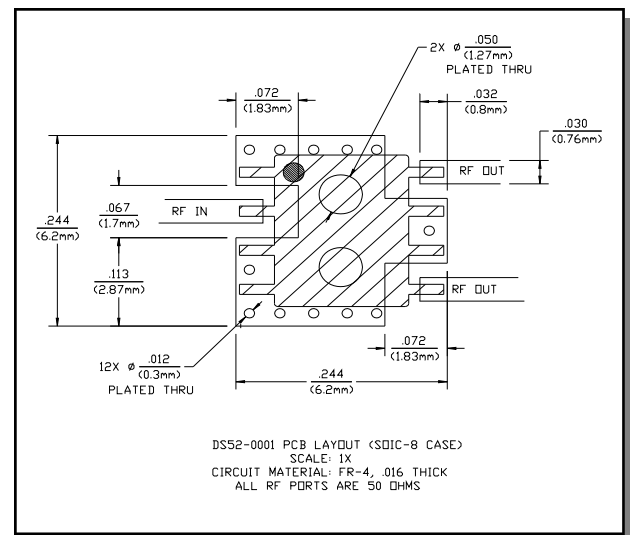 2X Ø .050
(1.27mm)
PLATED THRU
.072
(1.83mm)
.032
(0.8mm)
.030
(0.76mm)
RF OUT
RF IN
.067
(1.7mm)
.244
(6.2mm)
.113
(2.87mm)
RF OUT
12X Ø .012
(0.3mm)
PLATED THRU
.072
(1.83mm)
.244
(6.2mm)
DS52-0001 PCB LAYOUT (SOIC-8 CASE)
SCALE: 1X
CIRCUIT MATERIAL: FR-4, .016 THICK
ALL RF PORTS ARE 50 OHMS